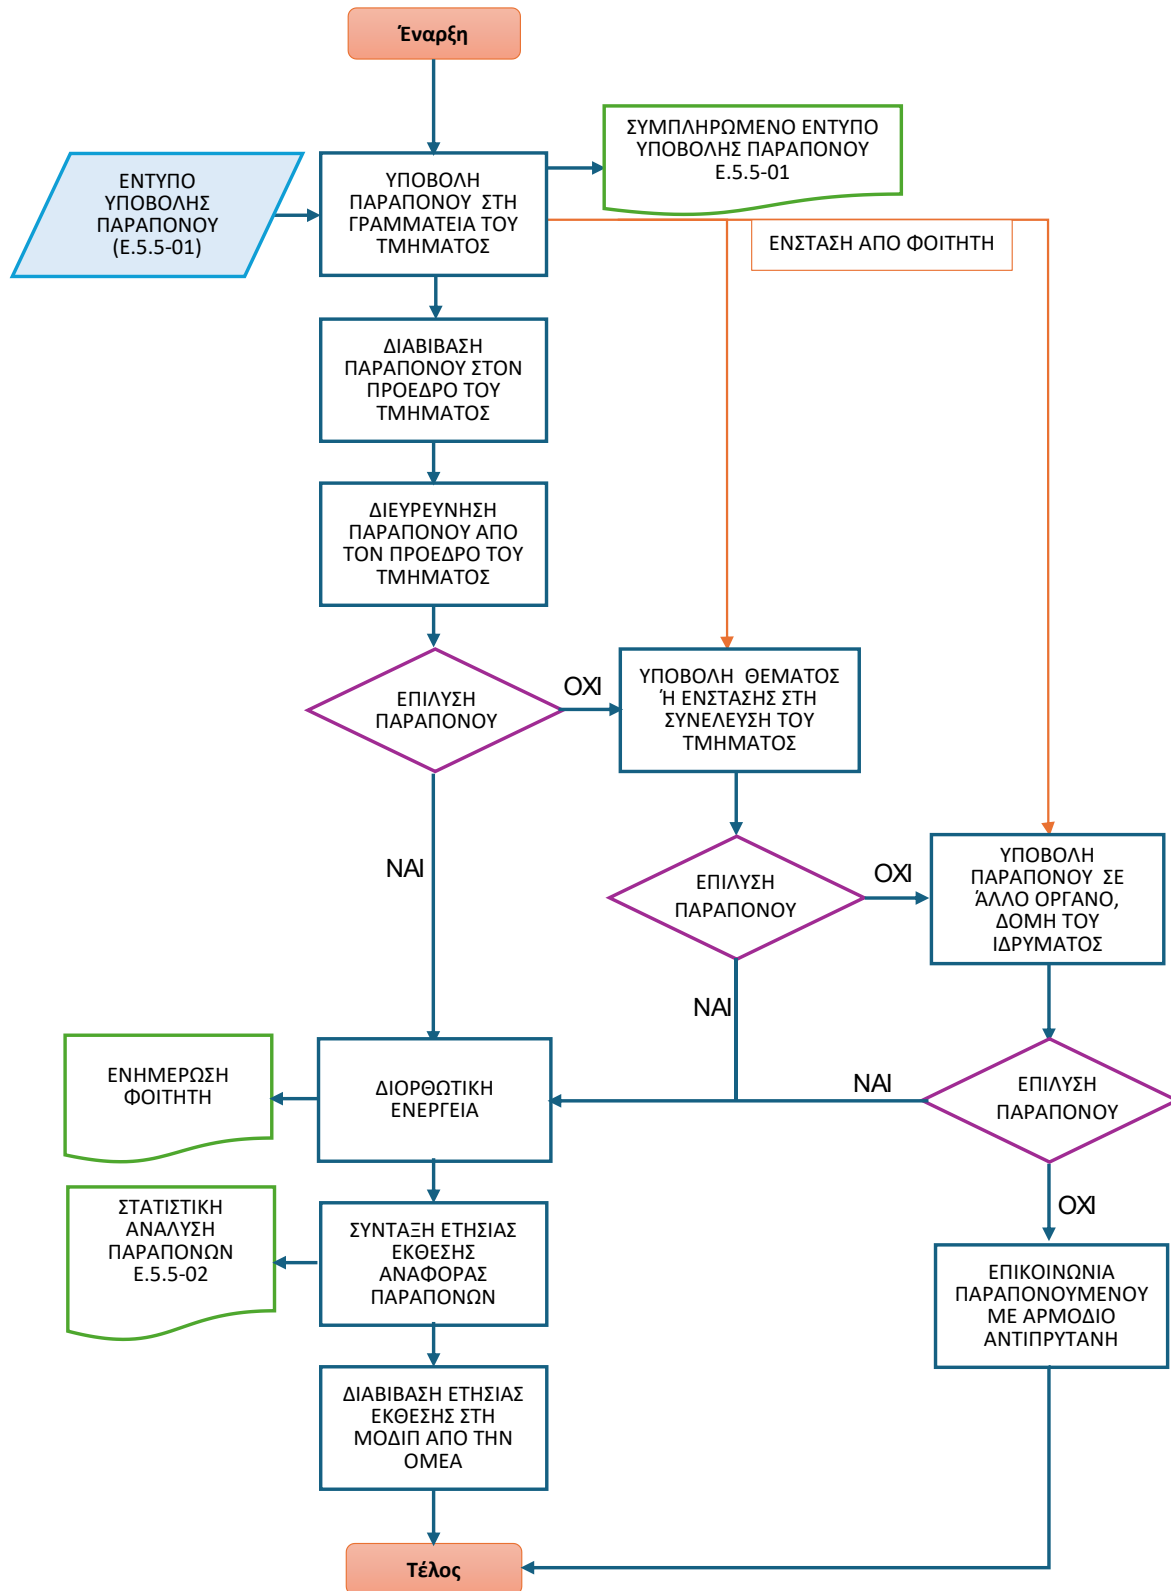 Έναρξη
ΣΥΜΠΛΗΡΩΜΕΝΟ ΕΝΤΥΠΟ
ΥΠΟΒΟΛΗΣ ΠΑΡΑΠΟΝΟΥ
Ε.5.5-01
ΕΝΤΥΠΟ
ΥΠΟΒΟΛΗΣ
ΠΑΡΑΠΟΝΟΥ
(Ε.5.5-01)
ΥΠΟΒΟΛΗ
ΠΑΡΑΠΟΝΟΥ ΣΤΗ
ΓΡΑΜΜΑΤΕΙΑ ΤΟΥ
ΤΜΗΜΑΤΟΣ
ΕΝΣΤΑΣΗ ΑΠΟ ΦΟΙΤΗΤΗ
ΔΙΑΒΙΒΑΣΗ
ΠΑΡΑΠΟΝΟΥ ΣΤΟΝ
ΠΡΟΕΔΡΟ ΤΟΥ
ΤΜΗΜΑΤΟΣ
ΔΙΕΥΡΕΥΝΗΣΗ
ΠΑΡΑΠΟΝΟΥ ΑΠΟ
ΤΟΝ ΠΡΟΕΔΡΟ ΤΟΥ
ΤΜΗΜΑΤΟΣ
ΕΠΙΛΥΣΗ
ΠΑΡΑΠΟΝΟΥ
ΟΧΙ
ΥΠΟΒΟΛΗ ΘΕΜΑΤΟΣ
Ή ΕΝΣΤΑΣΗΣ ΣΤΗ
ΣΥΝΕΛΕΥΣΗ ΤΟΥ
ΤΜΗΜΑΤΟΣ
ΝΑΙ
ΕΠΙΛΥΣΗ
ΠΑΡΑΠΟΝΟΥ
ΟΧΙ
ΥΠΟΒΟΛΗ
ΠΑΡΑΠΟΝΟΥ ΣΕ
ΆΛΛΟ ΟΡΓΑΝΟ,
ΔΟΜΗ ΤΟΥ
ΙΔΡΥΜΑΤΟΣ
ΝΑΙ
ΕΝΗΜΕΡΩΣΗ
ΦΟΙΤΗΤΗ
ΔΙΟΡΘΩΤΙΚΗ
ΕΝΕΡΓΕΙΑ
ΝΑΙ
ΕΠΙΛΥΣΗ
ΠΑΡΑΠΟΝΟΥ
ΟΧΙ
ΣΤΑΤΙΣΤΙΚΗ
ΑΝΑΛΥΣΗ
ΠΑΡΑΠΟΝΩΝ
Ε.5.5-02
ΣΥΝΤΑΞΗ ΕΤΗΣΙΑΣ
ΕΚΘΕΣΗΣ
ΑΝΑΦΟΡΑΣ
ΠΑΡΑΠΟΝΩΝ
ΕΠΙΚΟΙΝΩΝΙΑ
ΠΑΡΑΠΟΝΟΥΜΕΝΟΥ
ΜΕ ΑΡΜΟΔΙΟ
ΑΝΤΙΠΡΥΤΑΝΗ
ΔΙΑΒΙΒΑΣΗ ΕΤΗΣΙΑΣ
ΕΚΘΕΣΗΣ ΣΤΗ
ΜΟΔΙΠ ΑΠΟ ΤΗΝ
ΟΜΕΑ
Τέλος